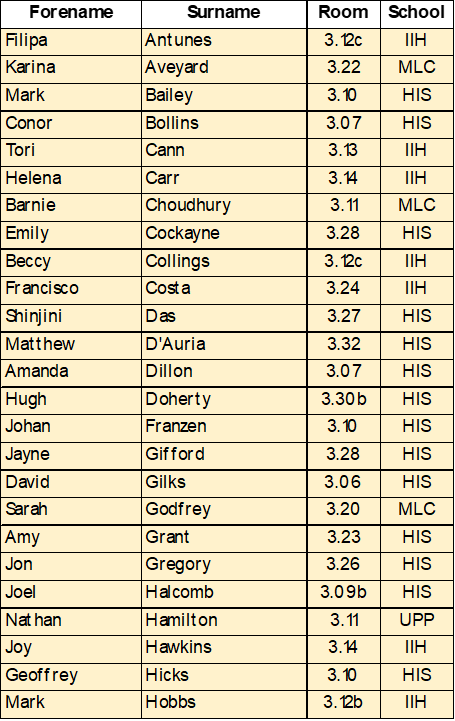 Forename Surname Room School
Filipa Antunes 3.12c IIH
Karina Aveyard 3.22 MLC
Mark Bailey 3.10 HIS
Conor Bollins 3.07 HIS
Tori Cann 3.13 IIH
Helena Carr 3.14 IIH
Barnie Choudhury 3.11 MLC
Emily Cockayne 3.28 HIS
Beccy Collings 3.12c IIH
Francisco Costa 3.24 IIH
Shinjini Das 3.27 HIS
Matthew D'Auria 3.32 HIS
Amanda Dillon 3.07 HIS
Hugh Doherty 3.30b HIS
Johan Franzen 3.10 HIS
Jayne Gifford 3.28 HIS
David Gilks 3.06 HIS
Sarah Godfrey 3.20 MLC
Amy Grant 3.23 HIS
Jon Gregory 3.26 HIS
Joel Halcomb 3.09b HIS
Nathan Hamilton 3.11 UPP
Joy Hawkins 3.14 IIH
Geoffrey Hicks 3.10 HIS
Mark Hobbs 3.12b IIH